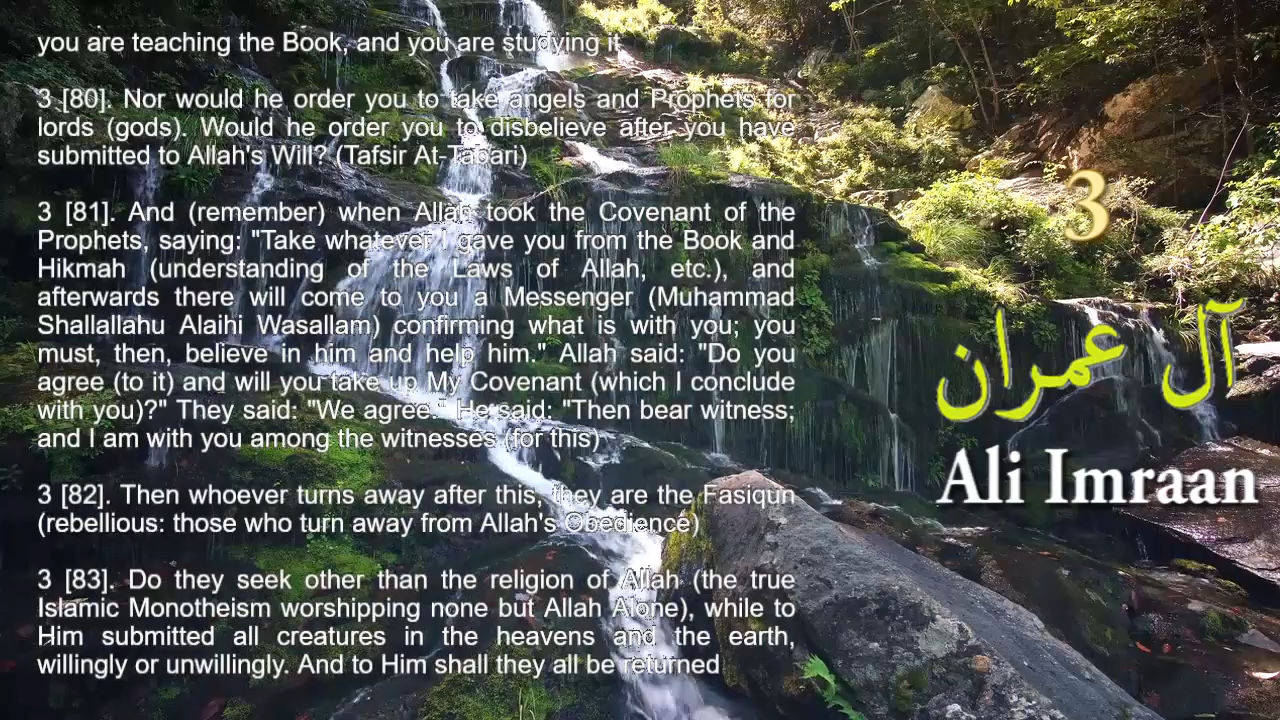 you are teaching the Book, and you are studying it
3 [80]. Nor would he order you to take angels and Prophets for
lords (gods). Would he order you to disbelieve after you have
submitted to Allah's Will? (Tafsir At-Tabari)
3 [81]. And (remember) when Allah took the Covenant of the
Prophets, saying: "Take whatever I gave you from the Book and
Hikmah (understanding of the Laws of Allah, etc.), and
afterwards there will come to you a Messenger (Muhammad
Shallallahu Alaihi Wasallam) confirming what is with you; you
must, then, believe in him and help him." Allah said: "Do you
agree (to it) and will you take up My Covenant (which I conclude
with you)?" They said: "We agree." He said: "Then bear witness;
and I am with you among the witnesses (for this)
3 [82]. Then whoever turns away after this, they are the Fasiqun
(rebellious: those who turn away from Allah's Obedience)
3 [83]. Do they seek other than the religion of Allah (the true
Islamic Monotheism worshipping none but Allah Alone), while to
Him submitted all creatures in the heavens and the earth,
willingly or unwillingly. And to Him shall they all be returned
3
آل عمران
Ali Imraan